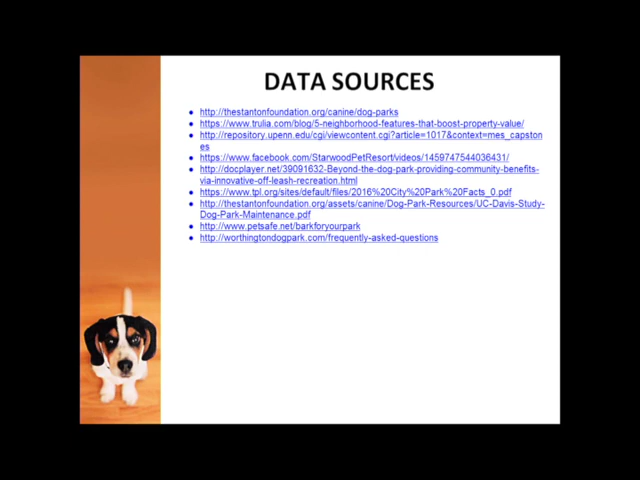 DATA SOURCES
http://thestantonfoundation.org/canine/dog-parks
https://www.trulia.com/blog/5-neighborhood-features-that-boost-property-value/
http://repository.upenn.edu/cgi/viewcontent.cgi?article=1017&context=mes_capston
es
https://www.facebook.com/StarwoodPetResort/videos/1459747544036431/
http://docplayer.net/39091632-Beyond-the-dog-park-providing-community-benefits-
via-innovative-off-leash-recreation.html
https://www.tpl.org/sites/default/files/2016%20City%20Park%20Facts_0.pdf
http://thestantonfoundation.org/assets/canine/Dog-Park-Resources/UC-Davis-Study-
Dog-Park-Maintenance.pdf
http://www.petsafe.net/barkforyourpark
http://worthingtondogpark.com/frequently-asked-questions